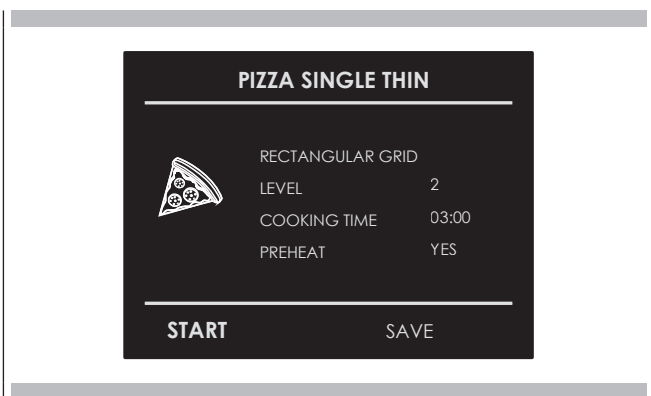 PIZZA SINGLE THIN
RECTANGULAR GRID
LEVEL 2
COOKING TIME 03:00
PREHEAT YES
START SAVE